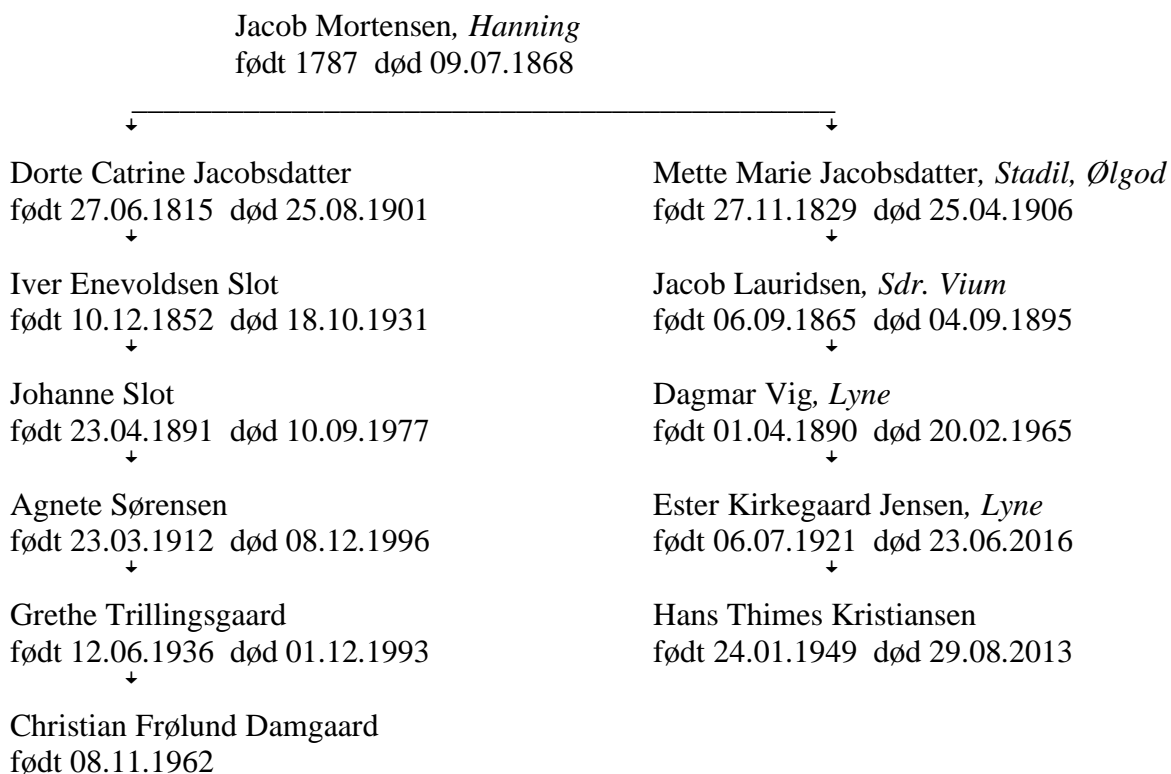 Jacob Mortensen, Hanning
født 1787 død 09.07.1868
Dorte Catrine Jacobsdatter
født 27.06.1815 død 25.08.1901
Iver Enevoldsen Slot
født 10.12.1852 død 18.10.1931
Johanne Slot
født 23.04.1891 død 10.09.1977
Agnete Sørensen
født 23.03.1912 død 08.12.1996
Grethe Trillingsgaard
født 12.06.1936 død 01.12.1993
Christian Frølund Damgaard
født 08.11.1962
Mette Marie Jacobsdatter, Stadil, Ølgod
født 27.11.1829 død 25.04.1906
Jacob Lauridsen, Sdr. Vium
født 06.09.1865 død 04.09.1895
Dagmar Vig, Lyne
født 01.04.1890 død 20.02.1965
Ester Kirkegaard Jensen, Lyne
født 06.07.1921 død 23.06.2016
Hans Thimes Kristiansen
født 24.01.1949 død 29.08.2013